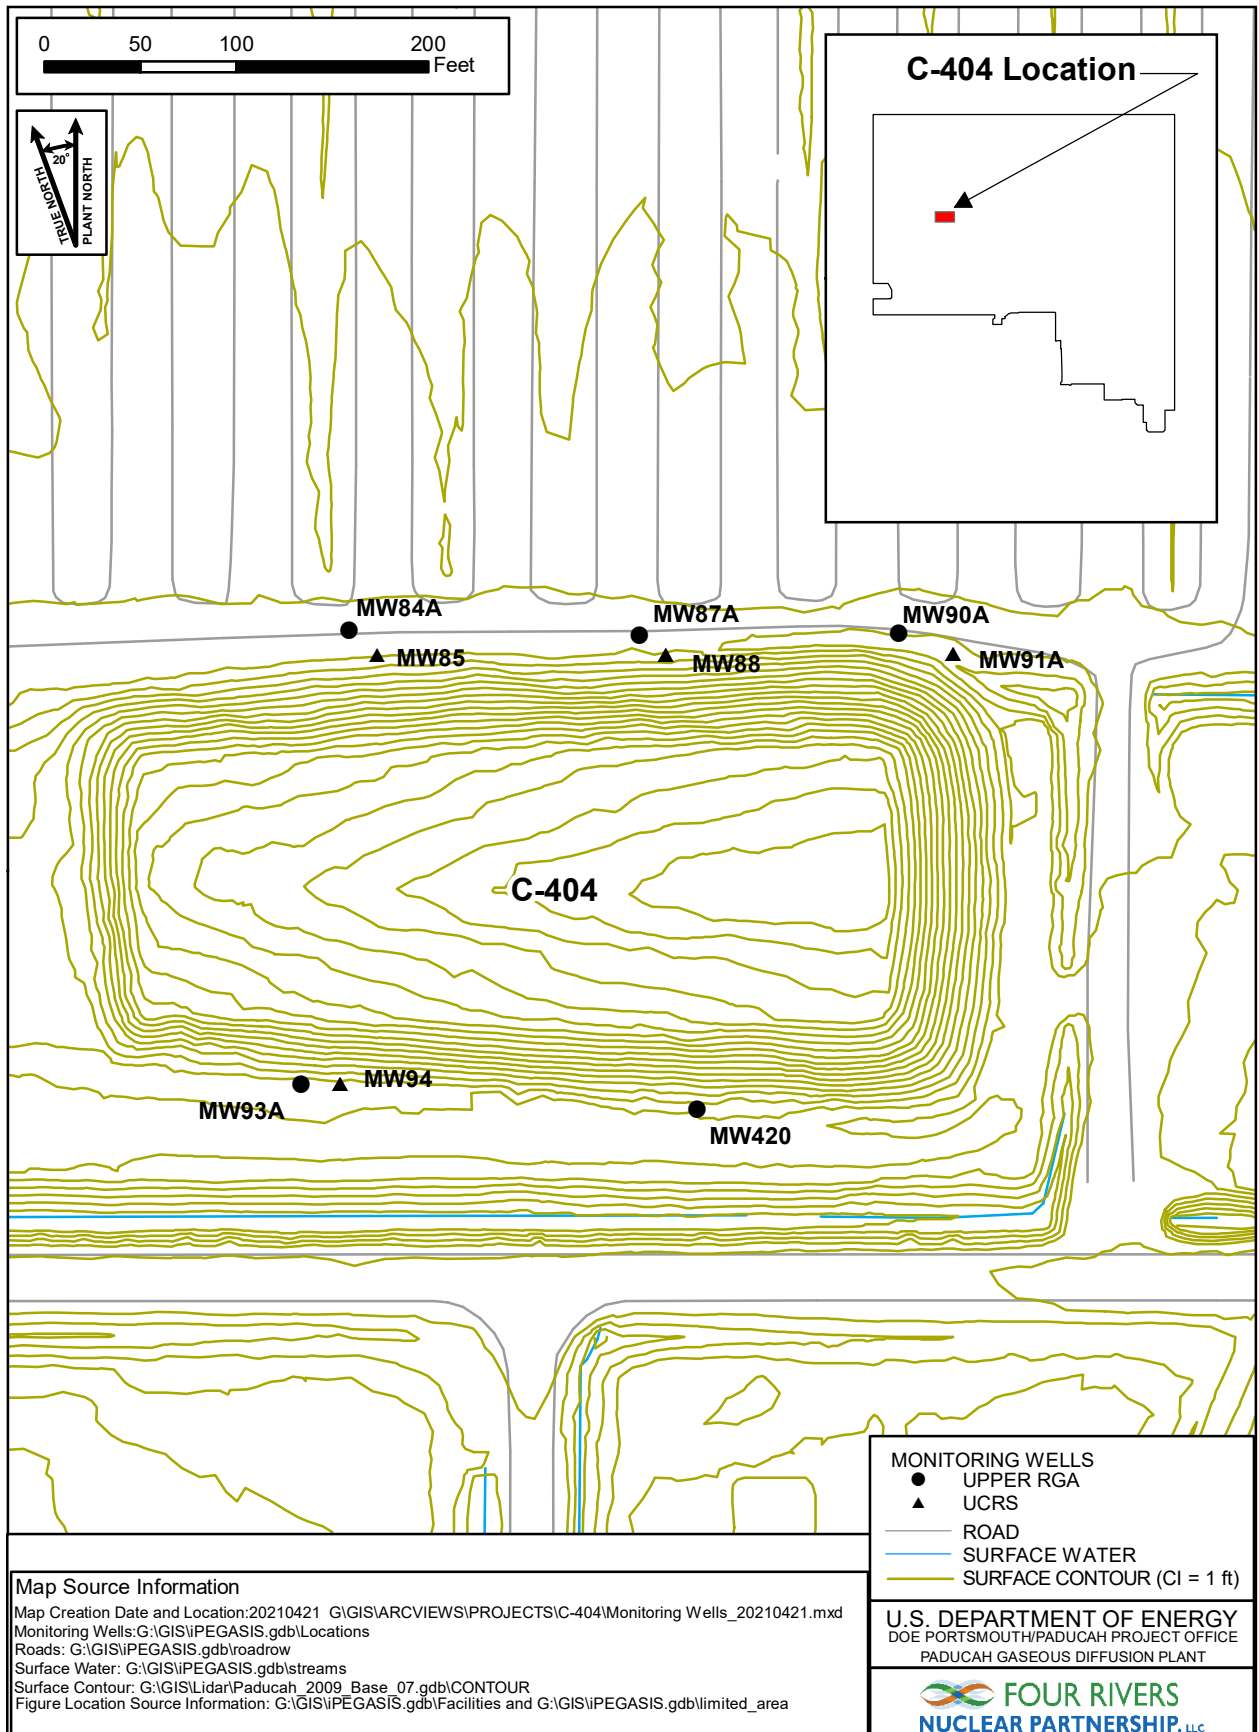 0 50 100 200
Feet
TRUE NORTH
20°
PLANT NORTH
C-404 Location
MW84A
MW87A
MW90A
MW85
MW88
MW91A
C-404
MW94
MW93A
MW420
MONITORING WELLS
UPPER RGA
UCRS
ROAD
SURFACE WATER
SURFACE CONTOUR (CI = 1 ft)
Map Source Information
Map Creation Date and Location:20210421 G\GIS\ARCVIEWS\PROJECTS\C-404\Monitoring Wells_20210421.mxd
Monitoring Wells:G:\GIS\iPEGASIS.gdb\Locations
Roads: G:\GIS\iPEGASIS.gdb\roadrow
Surface Water: G:\GIS\iPEGASIS.gdb\streams
Surface Contour: G:\GIS\Lidar\Paducah_2009_Base_07.gdb\CONTOUR
Figure Location Source Information: G:\GIS\iPEGASIS.gdb\Facilities and G:\GIS\iPEGASIS.gdb\limited_area
U.S. DEPARTMENT OF ENERGY
DOE PORTSMOUTH/PADUCAH PROJECT OFFICE
PADUCAH GASEOUS DIFFUSION PLANT
FOUR RIVERS
NUCLEAR PARTNERSHIP, LLC